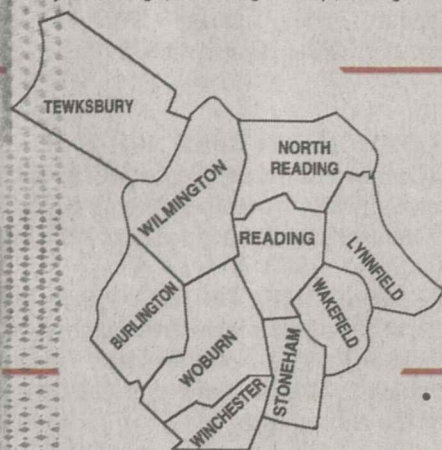 TEWKSBURY
NORTH
READING
WILMINGTON
READING
LYNNFIELD
BURLINGTON
WAKEFIELD
WOBURN
STONEHAM
WINCHESTER